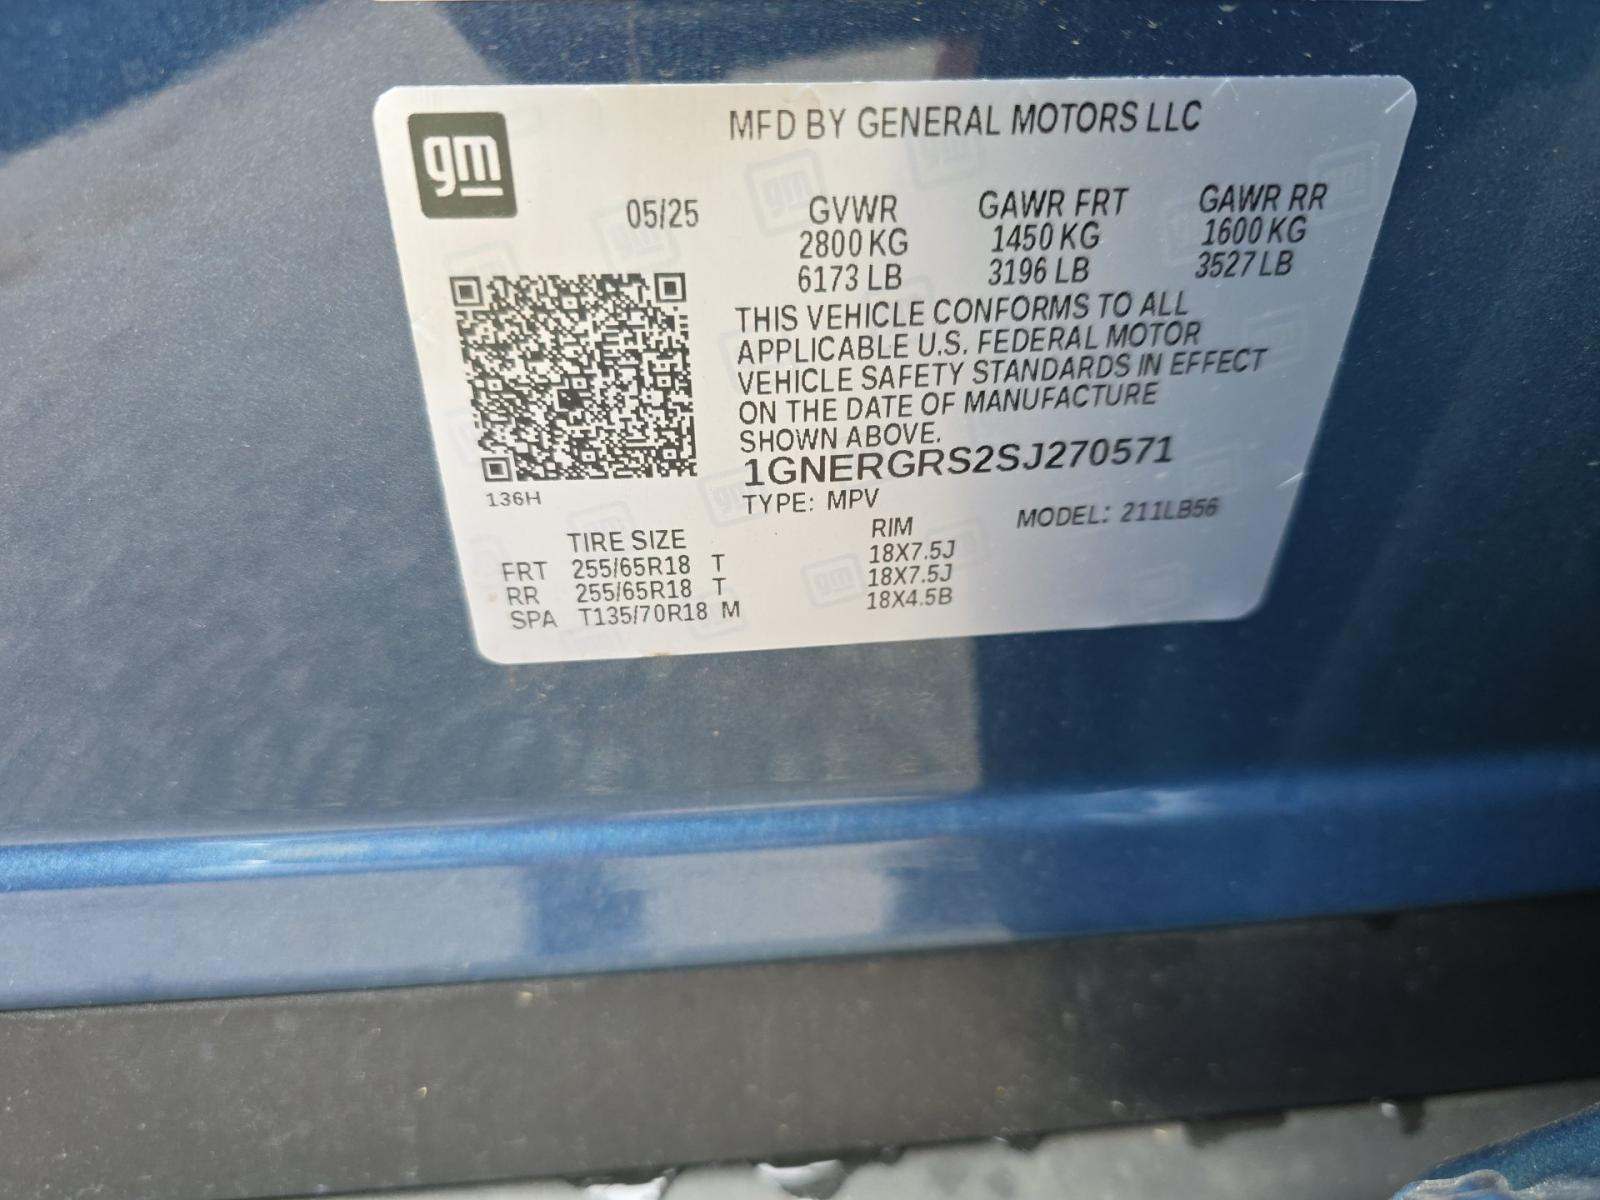 gm
MFD BY GENERAL MOTORS LLC
05/25 GVWR GAWR FRT GAWR RR
2800 KG 1450 KG 1600 KG
6173 LB 3196 LB 3527 LB
THIS VEHICLE CONFORMS TO ALL
APPLICABLE U.S. FEDERAL MOTOR
VEHICLE SAFETY STANDARDS IN EFFECT
ON THE DATE OF MANUFACTURE
SHOWN ABOVE.
1GNERGRS2SJ270571
136H
TYPE: MPV MODEL: 211LB56
TIRE SIZE RIM
FRT 255/65R18 T 18X7.5J
RR 255/65R18 T 18X7.5J
SPA T135/70R18 M 18X4.5B